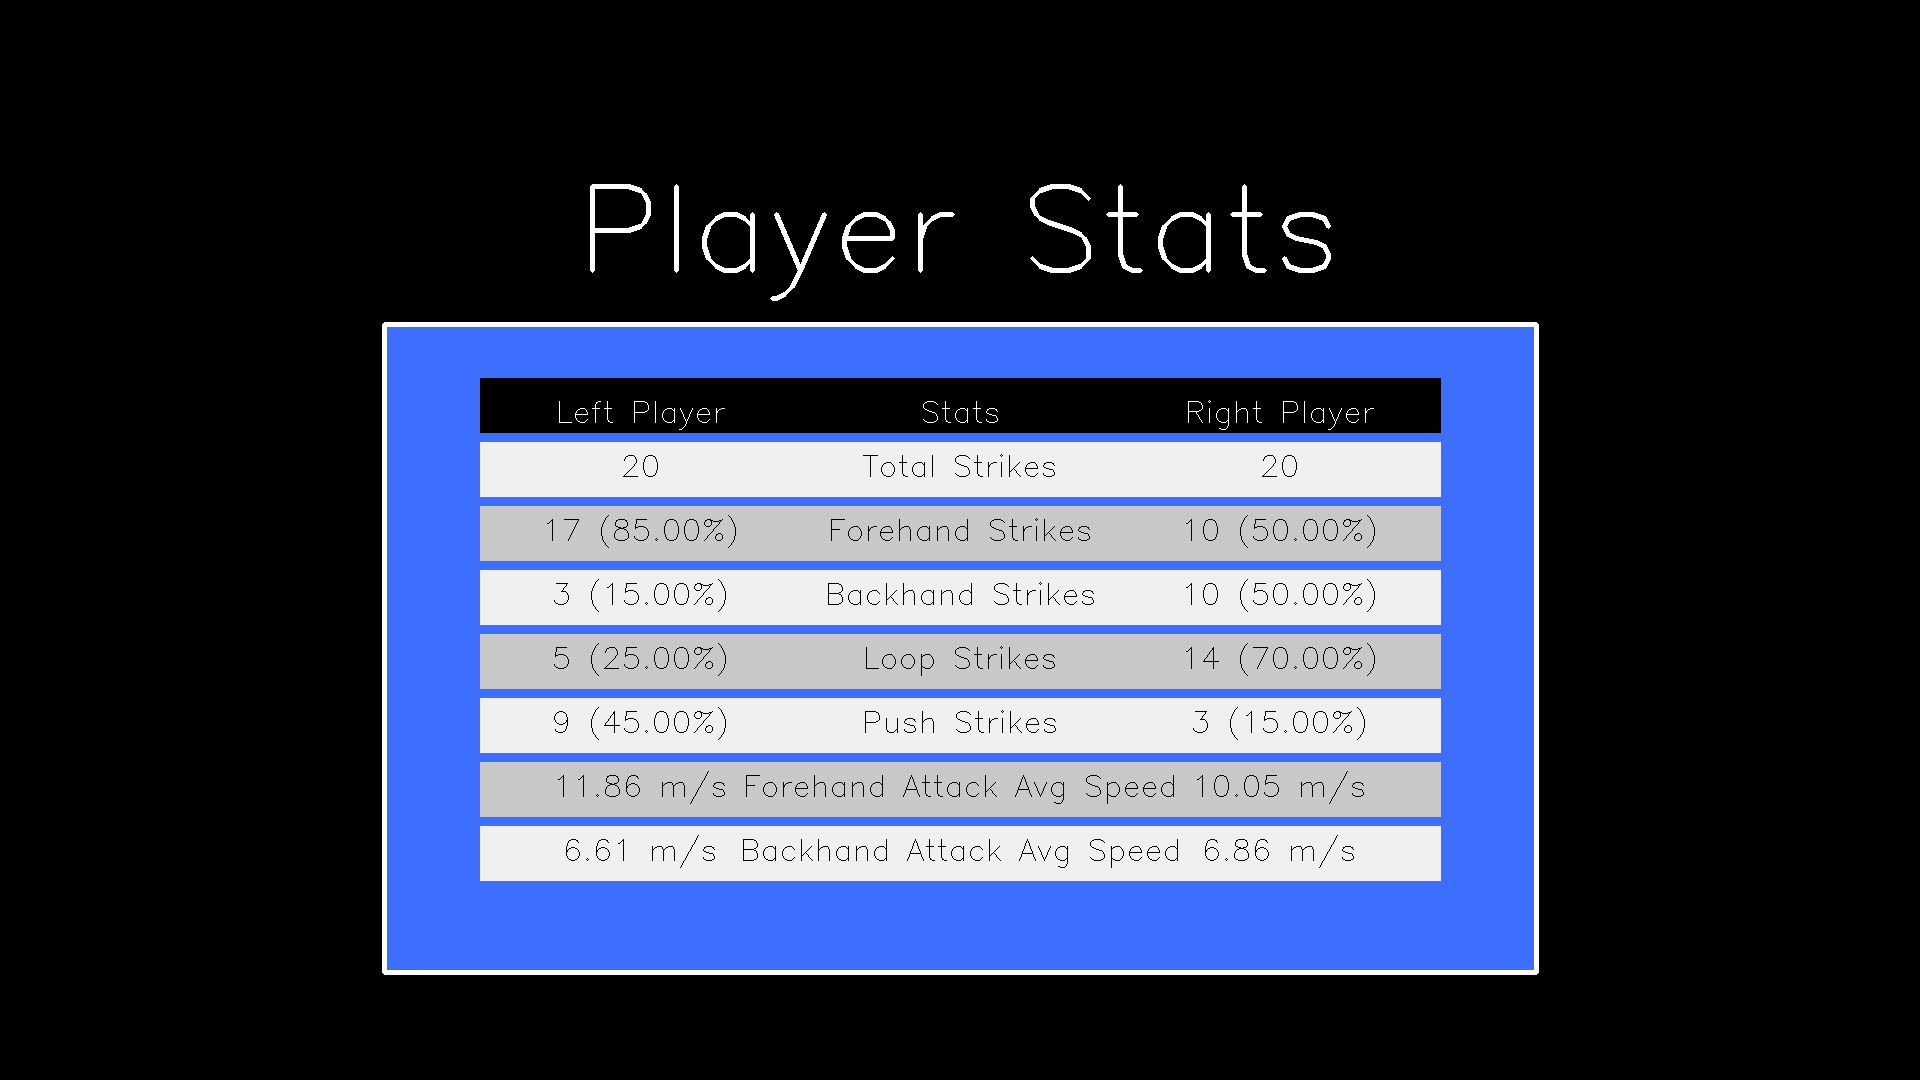 Player Stats
Left Player Stats Right Player
20 Total Strikes 20
17 (85.00%) Forehand Strikes 10 (50.00%)
3 (15.00%) Backhand Strikes 10 (50.00%)
5 (25.00%) Loop Strikes 14 (70.00%)
9 (45.00%) Push Strikes 3 (15.00%)
11.86 m/s Forehand Attack Avg Speed 10.05 m/s
6.61 m/s Backhand Attack Avg Speed 6.86 m/s